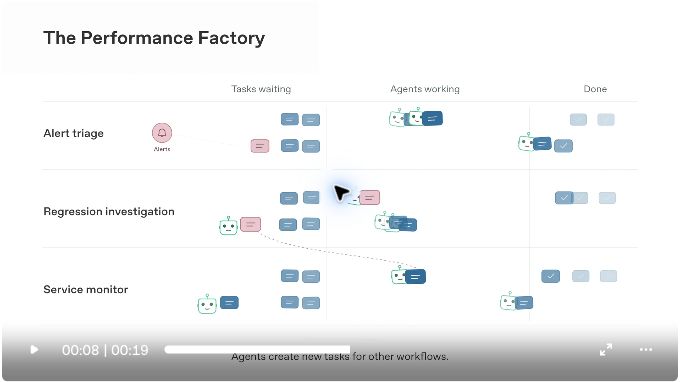 The Performance Factory
Tasks waiting
Agents working
Done
Alert triage
Alerts
Regression investigation
Service monitor
00:08 | 00:19
Agents create new tasks for other workflows.